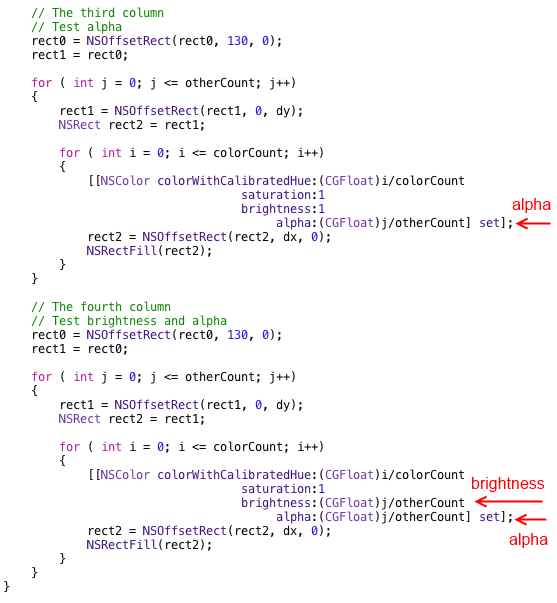 // The third column
// Test alpha
rect0 = NSOffsetRect(rect0, 130, 0);
rect1 = rect0;
for ( int j = 0; j <= otherCount; j++)
{
rect1 = NSOffsetRect(rect1, 0, dy);
NSRect rect2 = rect1;
for ( int i = 0; i <= colorCount; i++)
{
[[NSColor colorWithCalibratedHue:(CGFloat)i/colorCount
saturation:1
brightness:1
alpha:(CGFloat)j/otherCount] set];
alpha
rect2 = NSOffsetRect(rect2, dx, 0);
NSRectFill(rect2);
}
}
// The fourth column
// Test brightness and alpha
rect0 = NSOffsetRect(rect0, 130, 0);
rect1 = rect0;
for ( int j = 0; j <= otherCount; j++)
{
rect1 = NSOffsetRect(rect1, 0, dy);
NSRect rect2 = rect1;
for ( int i = 0; i <= colorCount; i++)
{
[[NSColor colorWithCalibratedHue:(CGFloat)i/colorCount
saturation:1
brightness
brightness:(CGFloat)j/otherCount
alpha:(CGFloat)j/otherCount] set];
alpha
rect2 = NSOffsetRect(rect2, dx, 0);
NSRectFill(rect2);
}
}
}